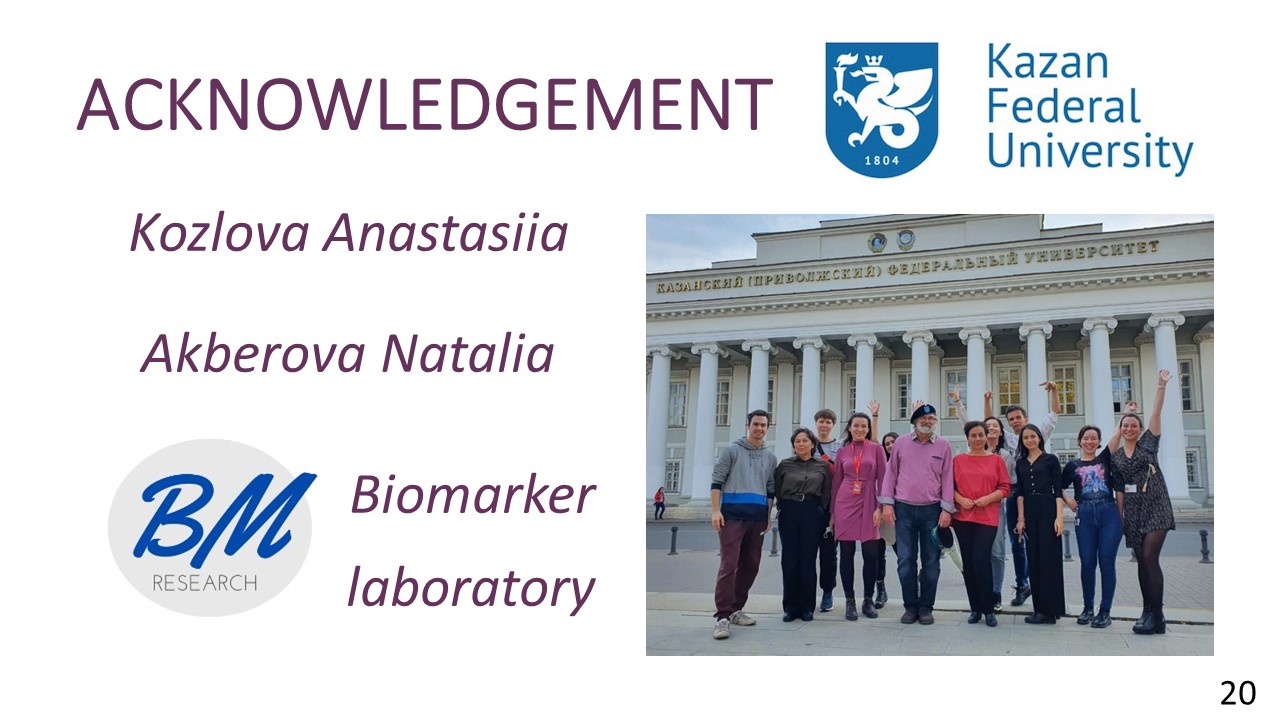 ACKNOWLEDGEMENT
1804
Kazan
Federal
University
Kozlova Anastasiia
Akberova Natalia
BM
RESEARCH
Biomarker
laboratory
КАЗАНСКИЙ (ПРИВОЛЖСКИЙ) ФЕДЕРАЛЬНЫЙ УНИВЕРСИТЕТ
20